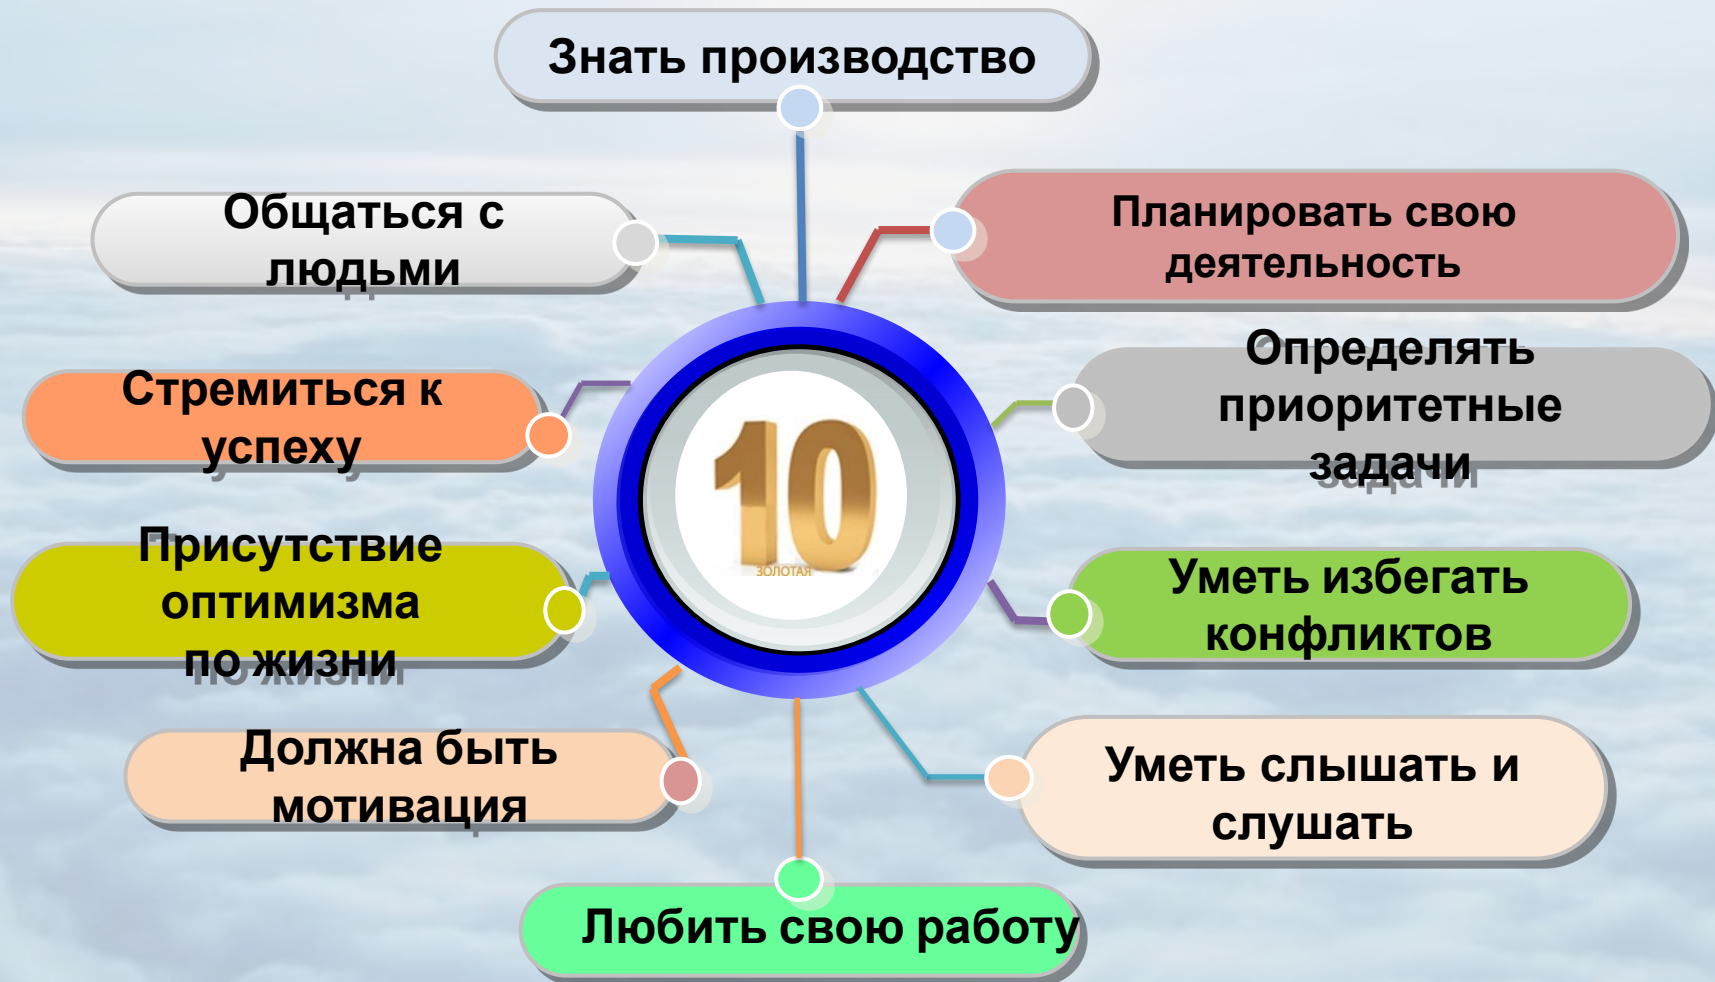 Знать производство
Общаться с
людьми
Планировать свою
деятельность
Стремиться к
успеху
Определять
приоритетные
задачи
10
ЗОЛОТАЯ
Присутствие
оптимизма
по жизни
Уметь избегать
конфликтов
Должна быть
мотивация
Уметь слышать и
слушать
Любить свою работу